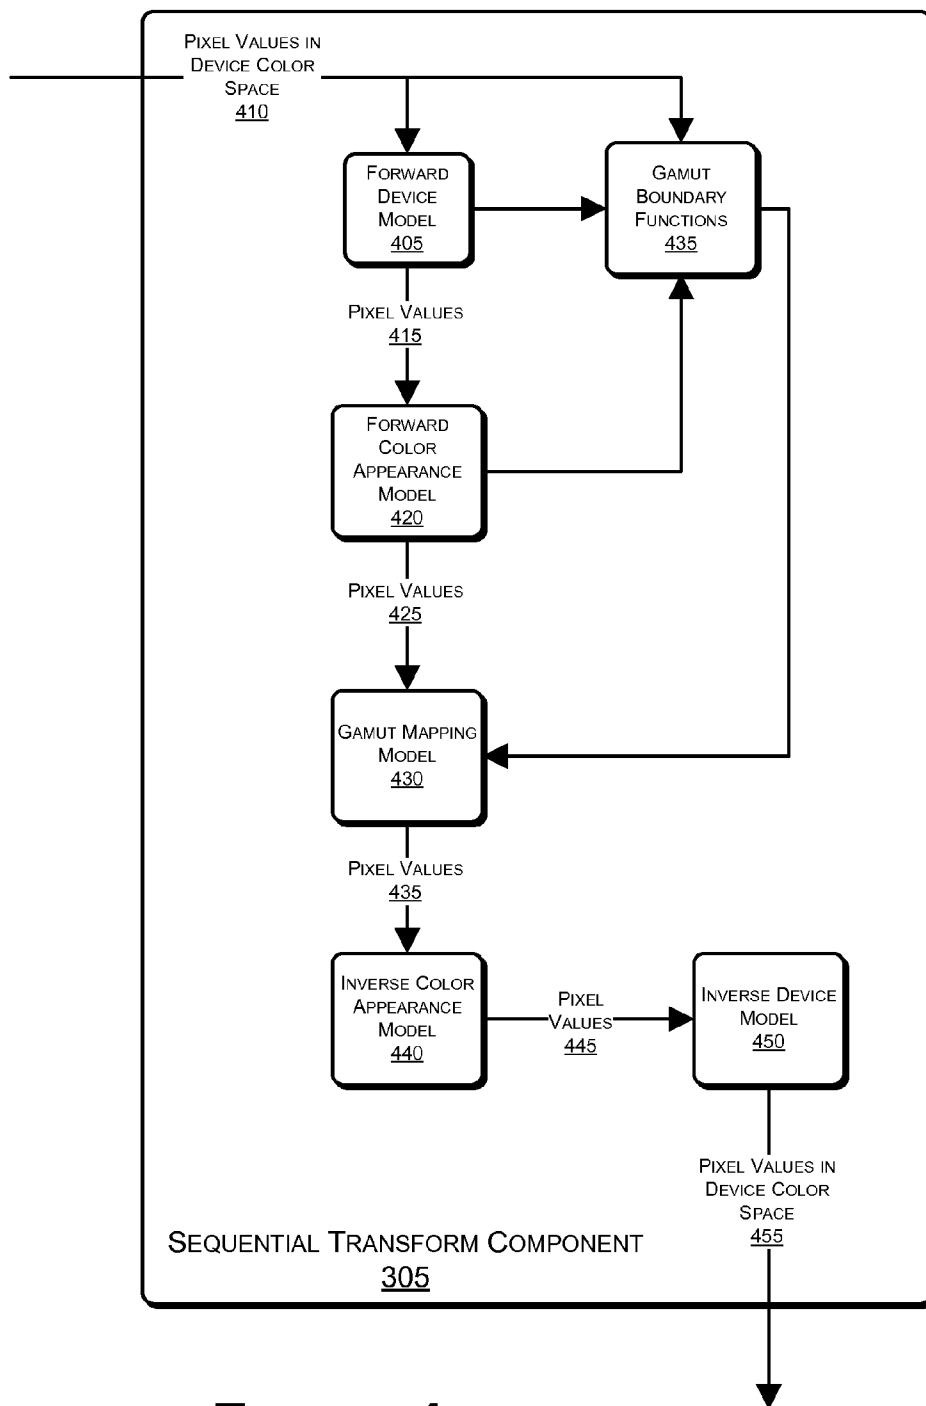 PIXEL VALUES IN
DEVICE COLOR
SPACE
410
FORWARD
DEVICE
MODEL
405
GAMUT
BOUNDARY
FUNCTIONS
435
PIXEL VALUES
415
FORWARD
COLOR
APPEARANCE
MODEL
420
PIXEL VALUES
425
GAMUT MAPPING
MODEL
430
PIXEL VALUES
435
INVERSE COLOR
APPEARANCE
MODEL
440
PIXEL
VALUES
445
INVERSE DEVICE
MODEL
450
PIXEL VALUES IN
DEVICE COLOR
SPACE
455
SEQUENTIAL TRANSFORM COMPONENT
305